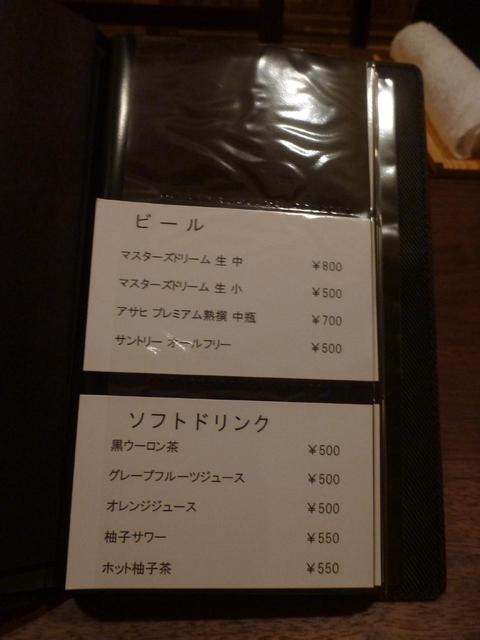 ビール
マスターズドリーム 生 中 ￥800
マスターズドリーム 生 小 ￥500
アサヒ プレミアム熟撰 中瓶 ￥700
サントリー オールフリー ￥500
ソフトドリンク
黒ウーロン茶 ￥500
グレープフルーツジュース ￥500
オレンジジュース ￥500
柚子サワー ￥550
ホット柚子茶 ￥550